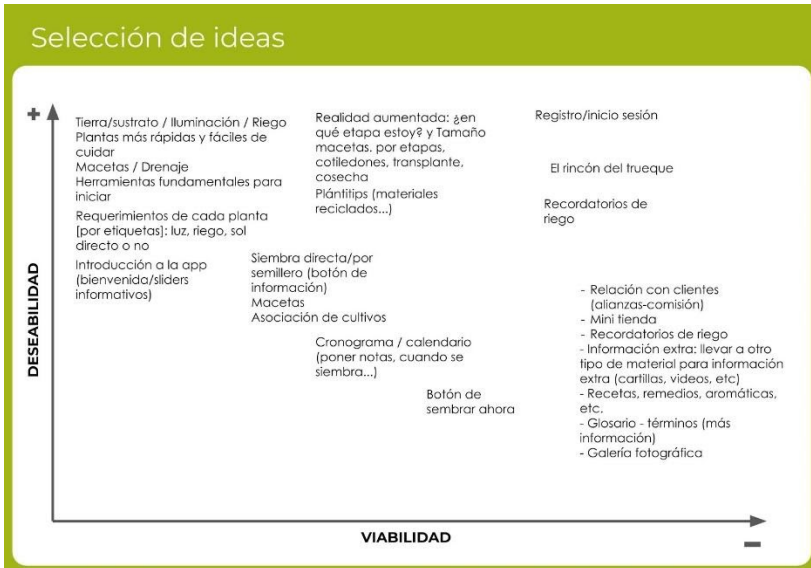 Selección de ideas
+
Tierra/sustrato / Iluminación / Riego
Plantas más rápidas y fáciles de
cuidar
Macetas / Drenaje
Herramientas fundamentales para
iniciar
Requerimientos de cada planta
[por etiquetas]: luz, riego, sol
directo o no
Introducción a la app
(bienvenida/sliders
informativos)
Realidad aumentada: ¿en
qué etapa estoy? y Tamaño
macetas. por etapas,
cotiledones, transplante,
cosecha
Plántitips (materiales
reciclados...)
Siembra directa/por
semillero (botón de
información)
Macetas
Asociación de cultivos
Cronograma / calendario
(poner notas, cuando se
siembra...)
Botón de
sembrar ahora
Registro/inicio sesión
El rincón del trueque
Recordatorios de
riego
- Relación con clientes
(alianzas-comisión)
- Mini tienda
- Recordatorios de riego
- Información extra: llevar a otro
tipo de material para información
extra (cartillas, videos, etc)
- Recetas, remedios, aromáticas,
etc.
- Glosario - términos (más
información)
- Galería fotográfica
DESEABILIDAD
VIABILIDAD
–